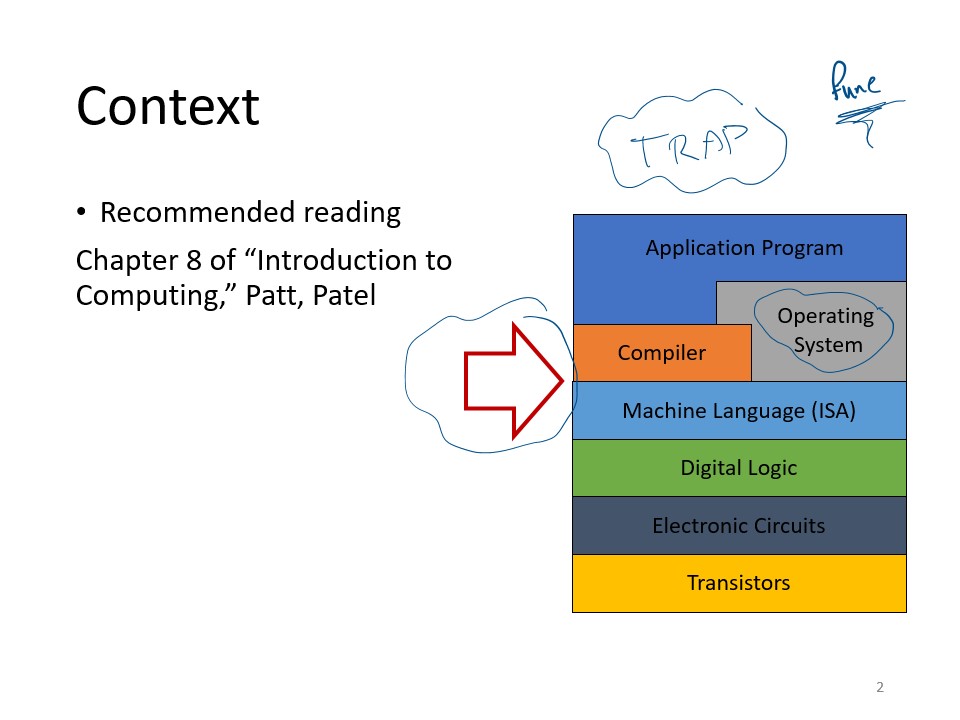 Context
TRAP
• Recommended reading
Chapter 8 of “Introduction to
Computing,” Patt, Patel
Application Program
Operating
System
Compiler
Machine Language (ISA)
Digital Logic
Electronic Circuits
Transistors
2